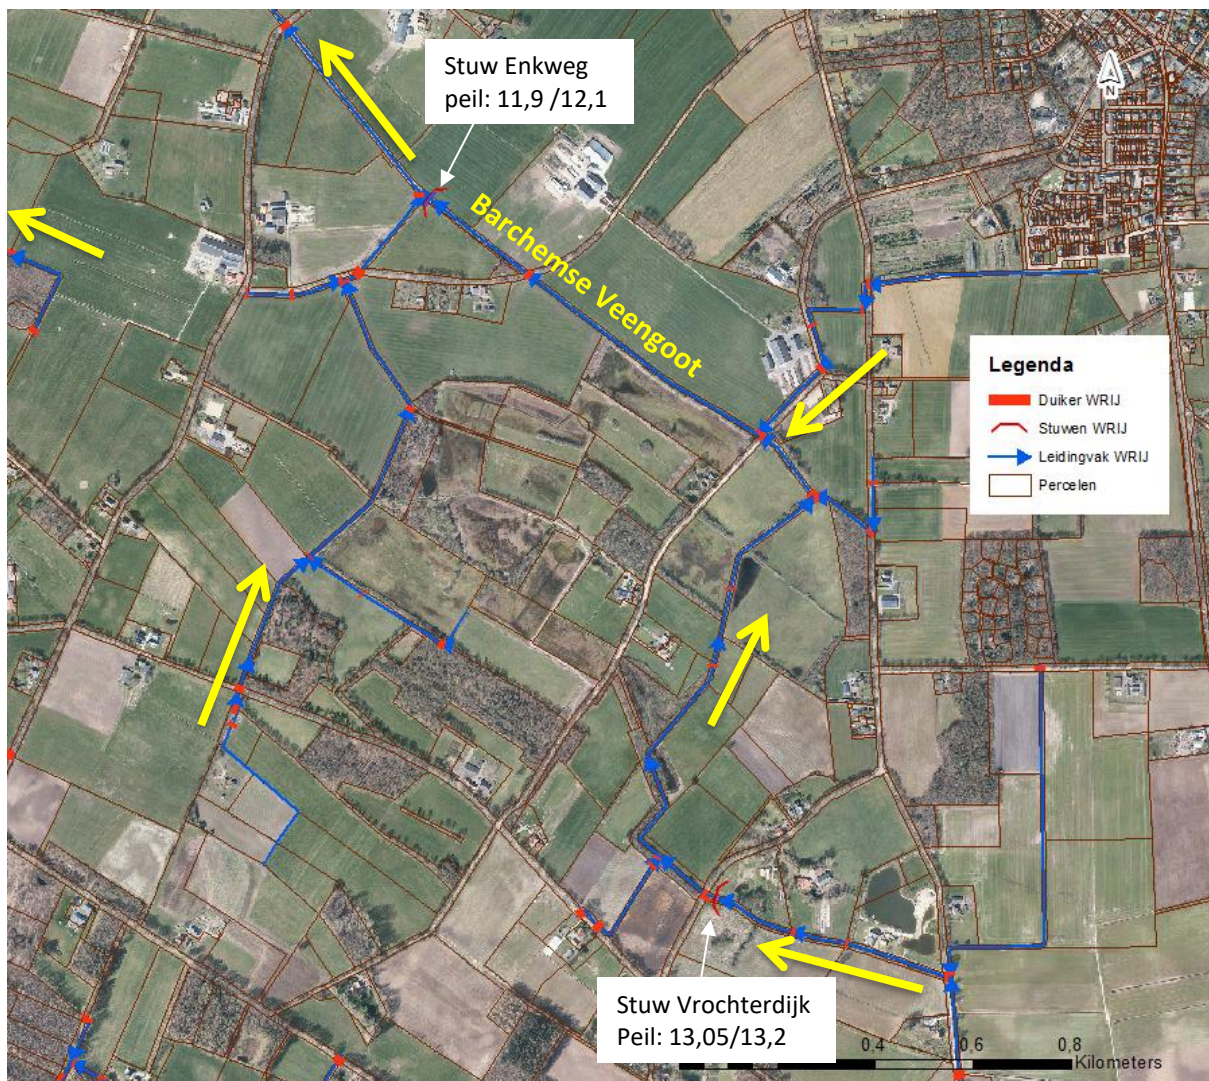 Stuw Enkweg
peil: 11,9 /12,1
N
Barchemse Veengoot
Legenda
Duiker WRIJ
Stuwen WRIJ
Leidingvak WRIJ
Percelen
Stuw Vrochterdijk
Peil: 13,05/13,2
0,4 0,6 0,8
Kilometers